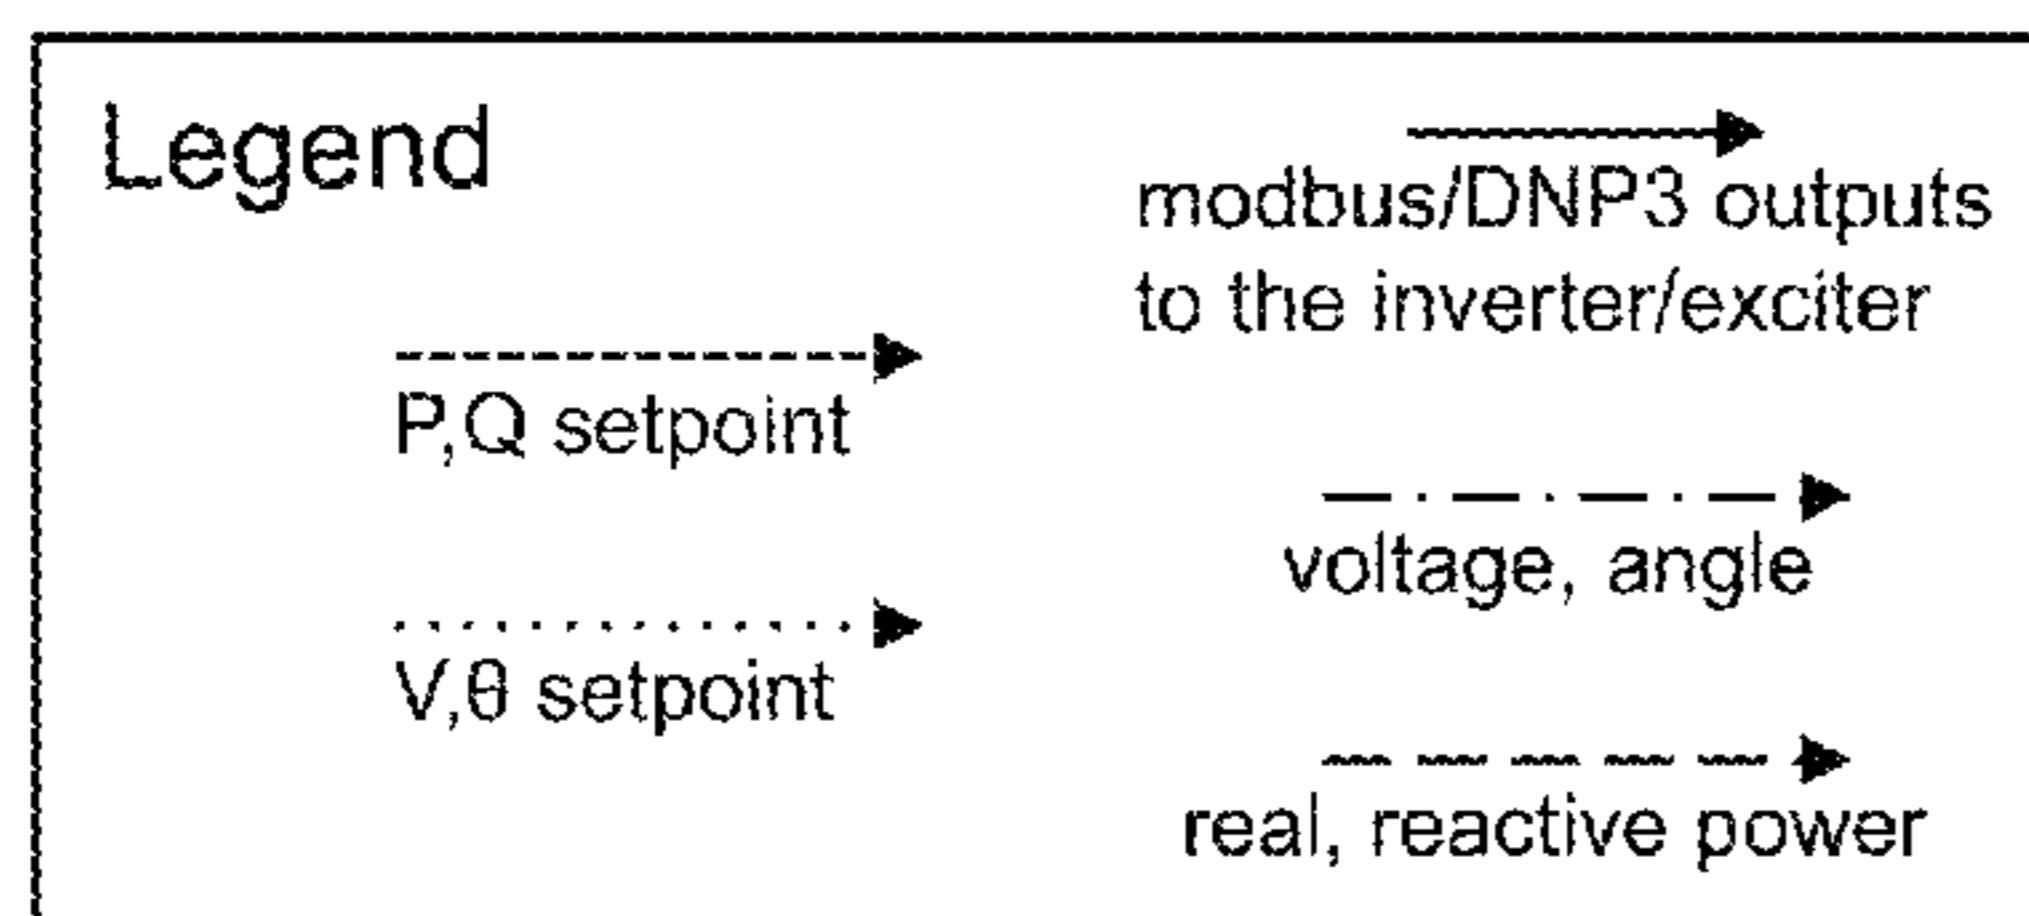 Legend
modbus/DNP3 outputs
to the inverter/exciter
P,Q setpoint
voltage, angle
V,θ setpoint
real, reactive power